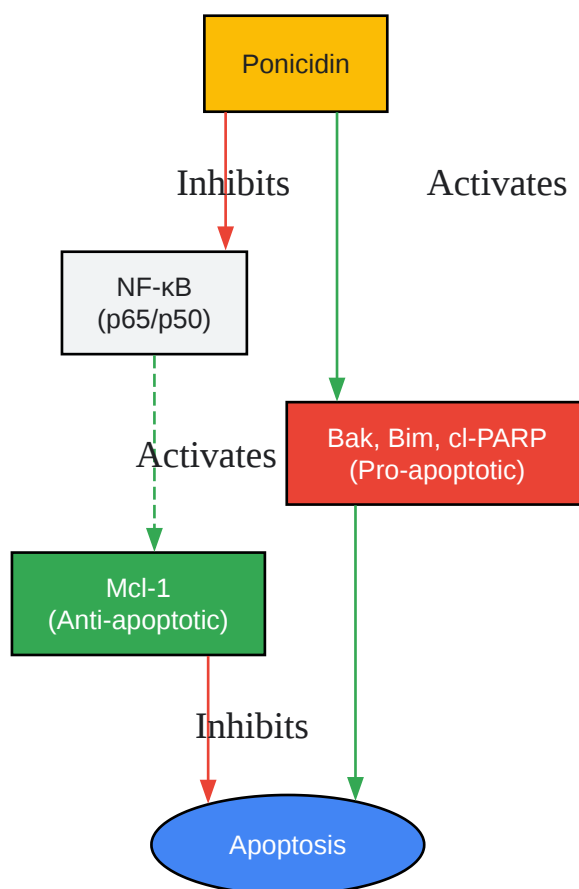 Ponicidin
Inhibits
Activates
NF-κB
(p65/p50)
Bak, Bim, cl-PARP
(Pro-apoptotic)
Activates
Mcl-1
(Anti-apoptotic)
Inhibits
Apoptosis